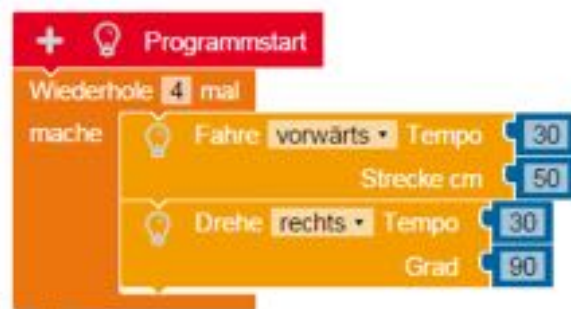 + Programmstart
Wiederhole 4 mal
mache Fahre vorwärts Tempo 30
Strecke cm 50
Drehe rechts Tempo 30
Grad 90